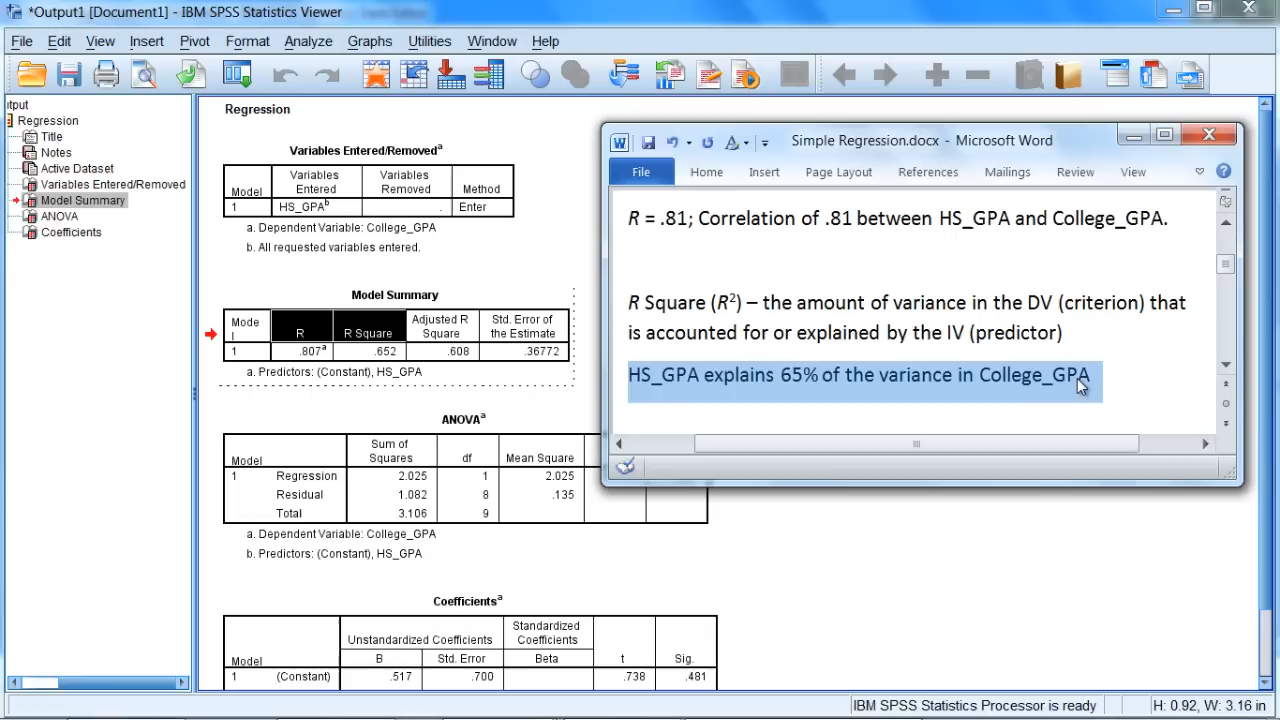 *Output1 [Document1] - IBM SPSS Statistics Viewer
File Edit View Insert Pivot Format Analyze Graphs Utilities Window Help
tput
Regression
Title
Notes
Active Dataset
Variables Entered/Removed
Model Summary
ANOVA
Coefficients
Regression
Variables Entered/Removedª
Model Variables Entered Variables Removed Method
1 HS_GPAᵇ . Enter
a. Dependent Variable: College_GPA
b. All requested variables entered.
Model Summary
Mode l R R Square Adjusted R Square Std. Error of the Estimate
1 .807ª .652 .608 .36772
a. Predictors: (Constant), HS_GPA
ANOVAª
Model Sum of Squares df Mean Square
1 Regression 2.025 1 2.025
Residual 1.082 8 .135
Total 3.106 9
a. Dependent Variable: College_GPA
b. Predictors: (Constant), HS_GPA
Coefficientsª
Model Unstandardized Coefficients Standardized Coefficients t Sig.
B Std. Error Beta
1 (Constant) .517 .700 .738 .481
Simple Regression.docx - Microsoft Word
File Home Insert Page Layout References Mailings Review View
R = .81; Correlation of .81 between HS_GPA and College_GPA.
R Square (R²) – the amount of variance in the DV (criterion) that
is accounted for or explained by the IV (predictor)
HS_GPA explains 65% of the variance in College_GPA
IBM SPSS Statistics Processor is ready H: 0.92, W: 3.16 in